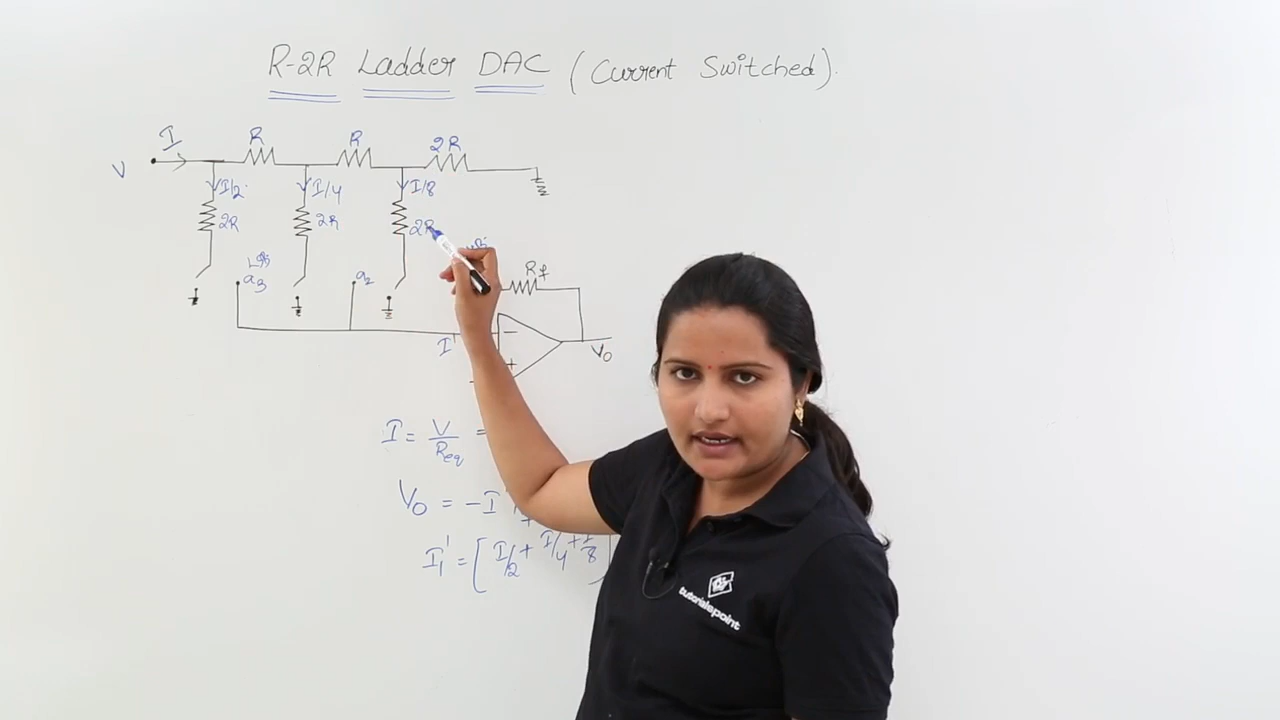 R-2R Ladder DAC (Current Switched).
I R R 2R
V
I/2 I/4 I/8
2R 2R 2R
a3 a2
Rf
I'
- +
V0
I = V/Req =
V0 = -I'
I1' = [I/2 + I/4 + I/8]
tutorialspoint